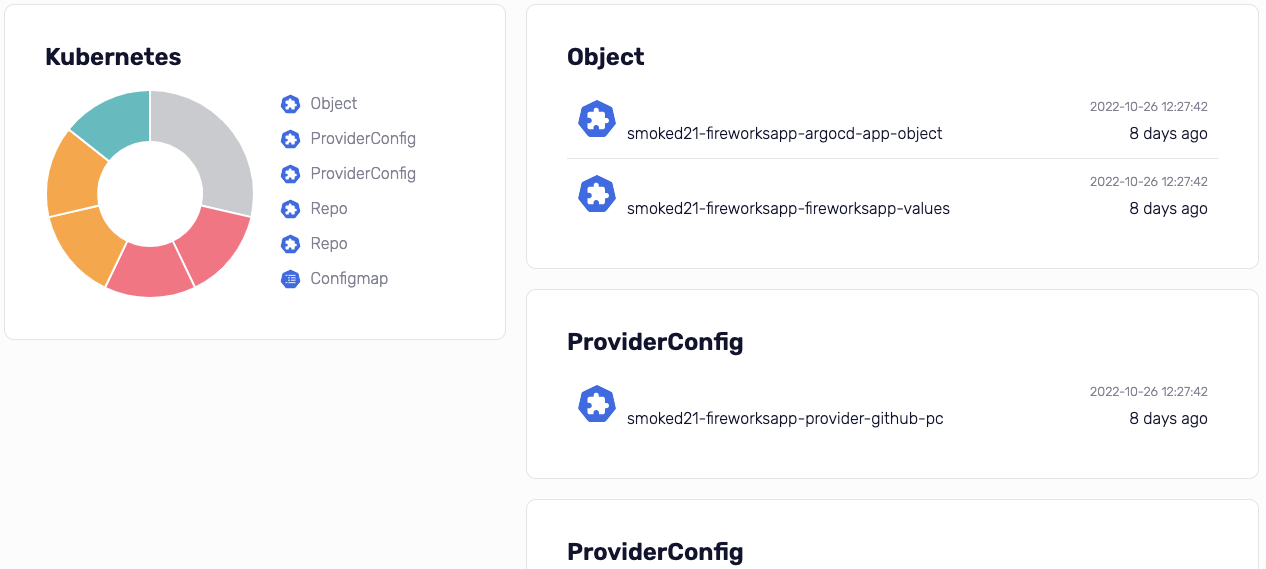 Kubernetes
Object
ProviderConfig
ProviderConfig
Repo
Repo
Configmap
Object
2022-10-26 12:27:42
smoked21-fireworksapp-argocd-app-object
8 days ago
2022-10-26 12:27:42
smoked21-fireworksapp-fireworksapp-values
8 days ago
ProviderConfig
2022-10-26 12:27:42
smoked21-fireworksapp-provider-github-pc
8 days ago
ProviderConfig